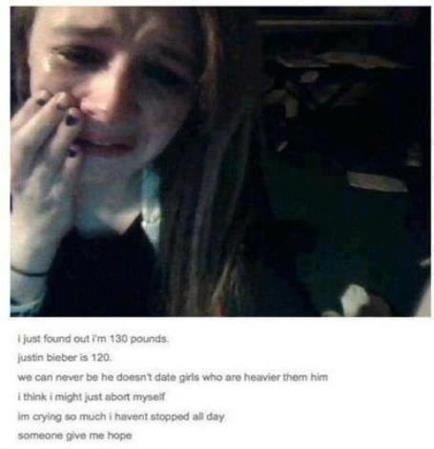 i just found out i'm 130 pounds.
justin bieber is 120.
we can never be he doesn't date girls who are heavier them him
i think i might just abort myself
im crying so much i havent stopped all day
someone give me hope